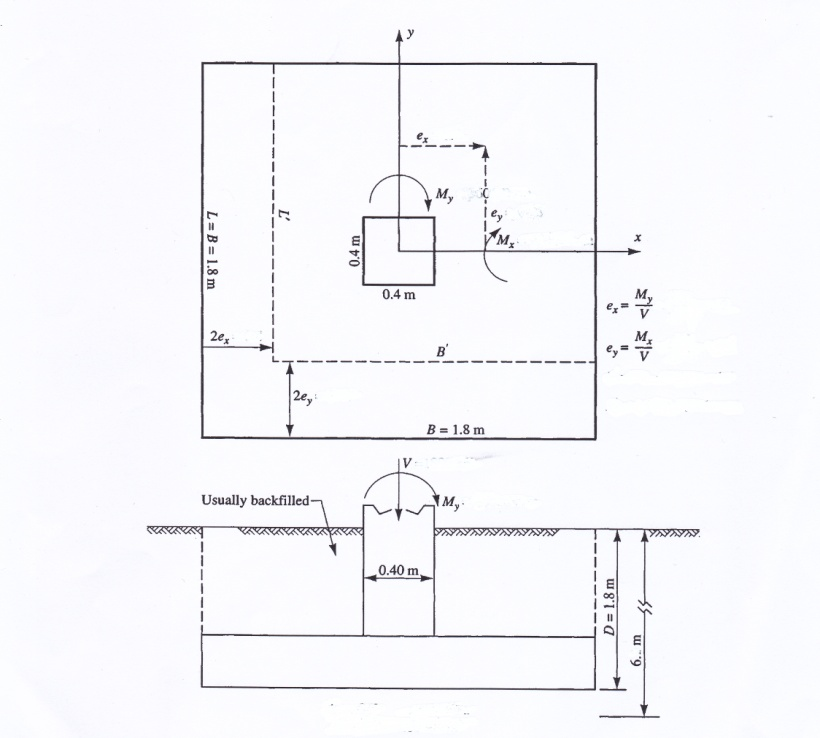 y
e_x
M_y
e_y
M_x
x
0.4 m
0.4 m
L'
L = B = 1.8 m
e_x = M_y / V
e_y = M_x / V
2e_x
B'
2e_y
B = 1.8 m
V
M_y
Usually backfilled
0.40 m
D = 1.8 m
6.. m